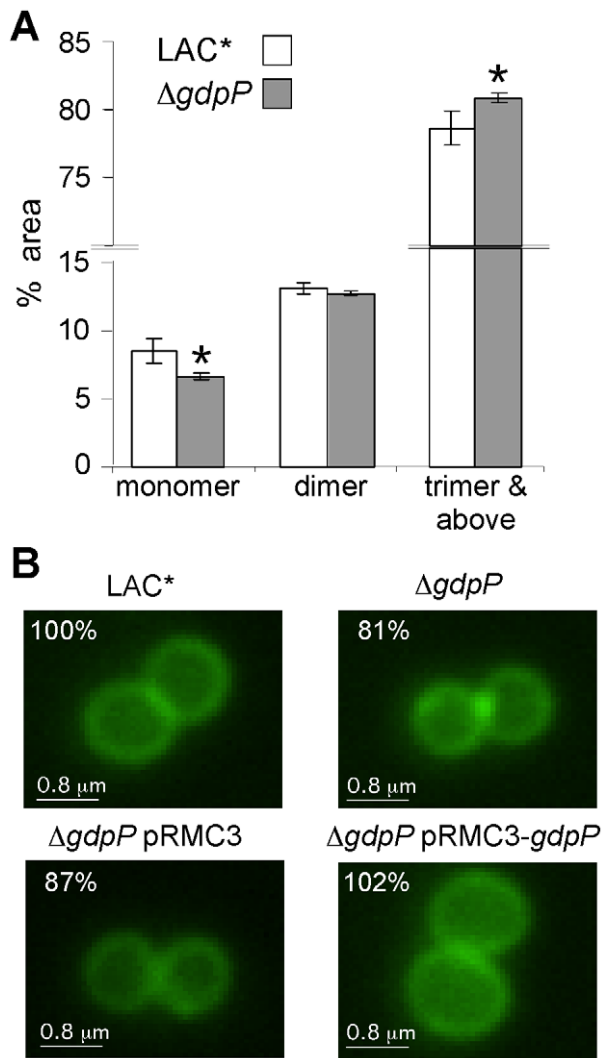 A
85
80
75
15
10
5
0
% area
LAC*
ΔgdpP
*
*
monomer
dimer
trimer &
above
B
LAC*
ΔgdpP
100%
81%
0.8 μm
0.8 μm
ΔgdpP pRMC3
ΔgdpP pRMC3-gdpP
87%
102%
0.8 μm
0.8 μm